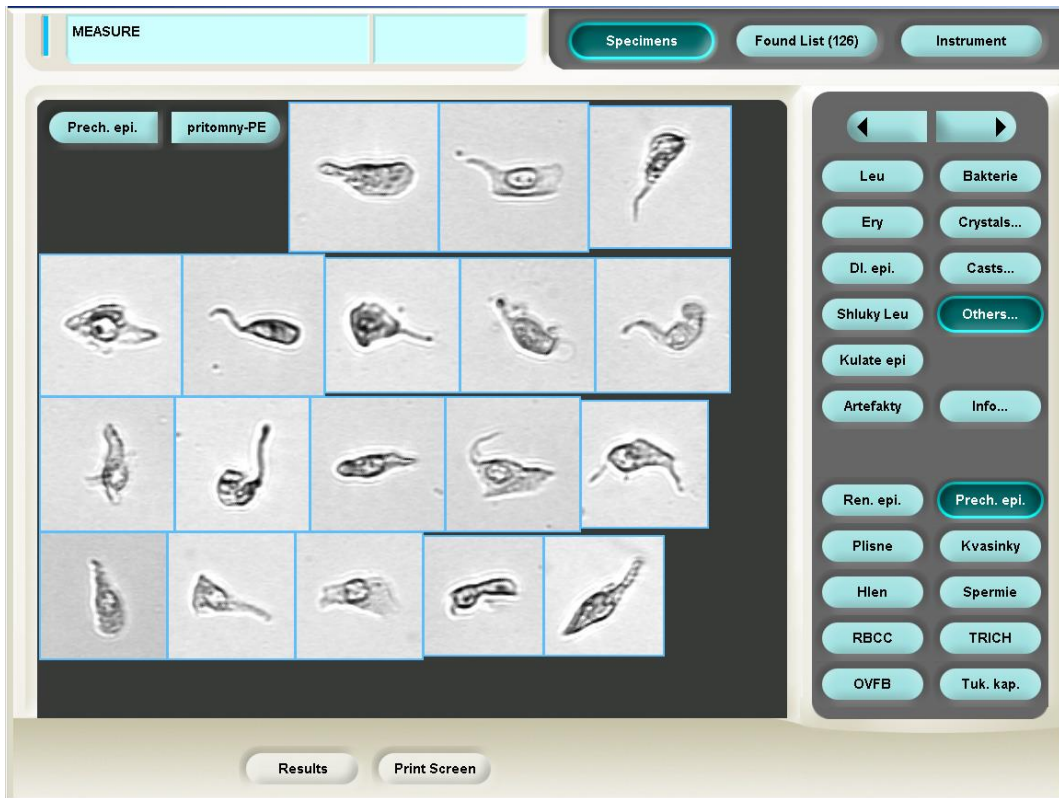 MEASURE
Specimens
Found List (126)
Instrument
Prech. epi.
pritomny-PE
Leu
Bakterie
Ery
Crystals...
Dl. epi.
Casts...
Shluky Leu
Others...
Kulate epi
Artefakty
Info...
Ren. epi.
Prech. epi.
Plisne
Kvasinky
Hlen
Spermie
RBCC
TRICH
OVFB
Tuk. kap.
Results
Print Screen